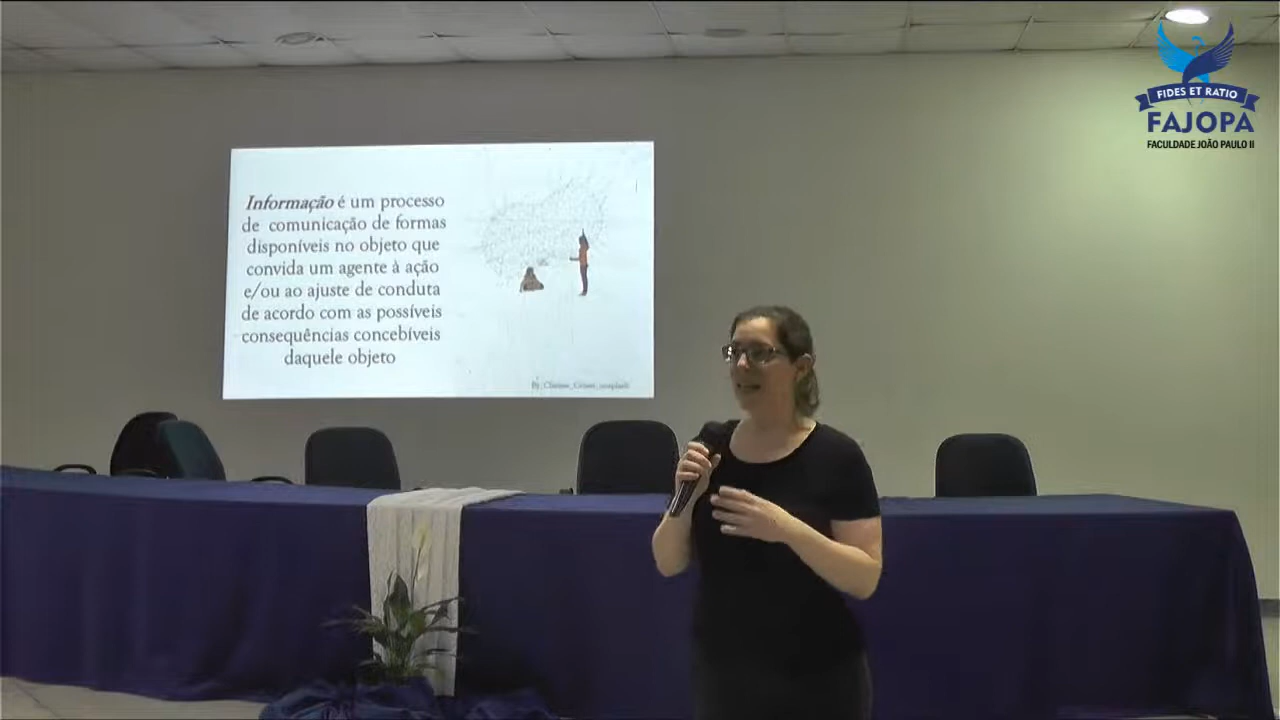 Informação é um processo
de comunicação de formas
disponíveis no objeto que
convida um agente à ação
e/ou ao ajuste de conduta
de acordo com as possíveis
consequências concebíveis
daquele objeto
FIDES ET RATIO
FAJOPA
FACULDADE JOÃO PAULO II